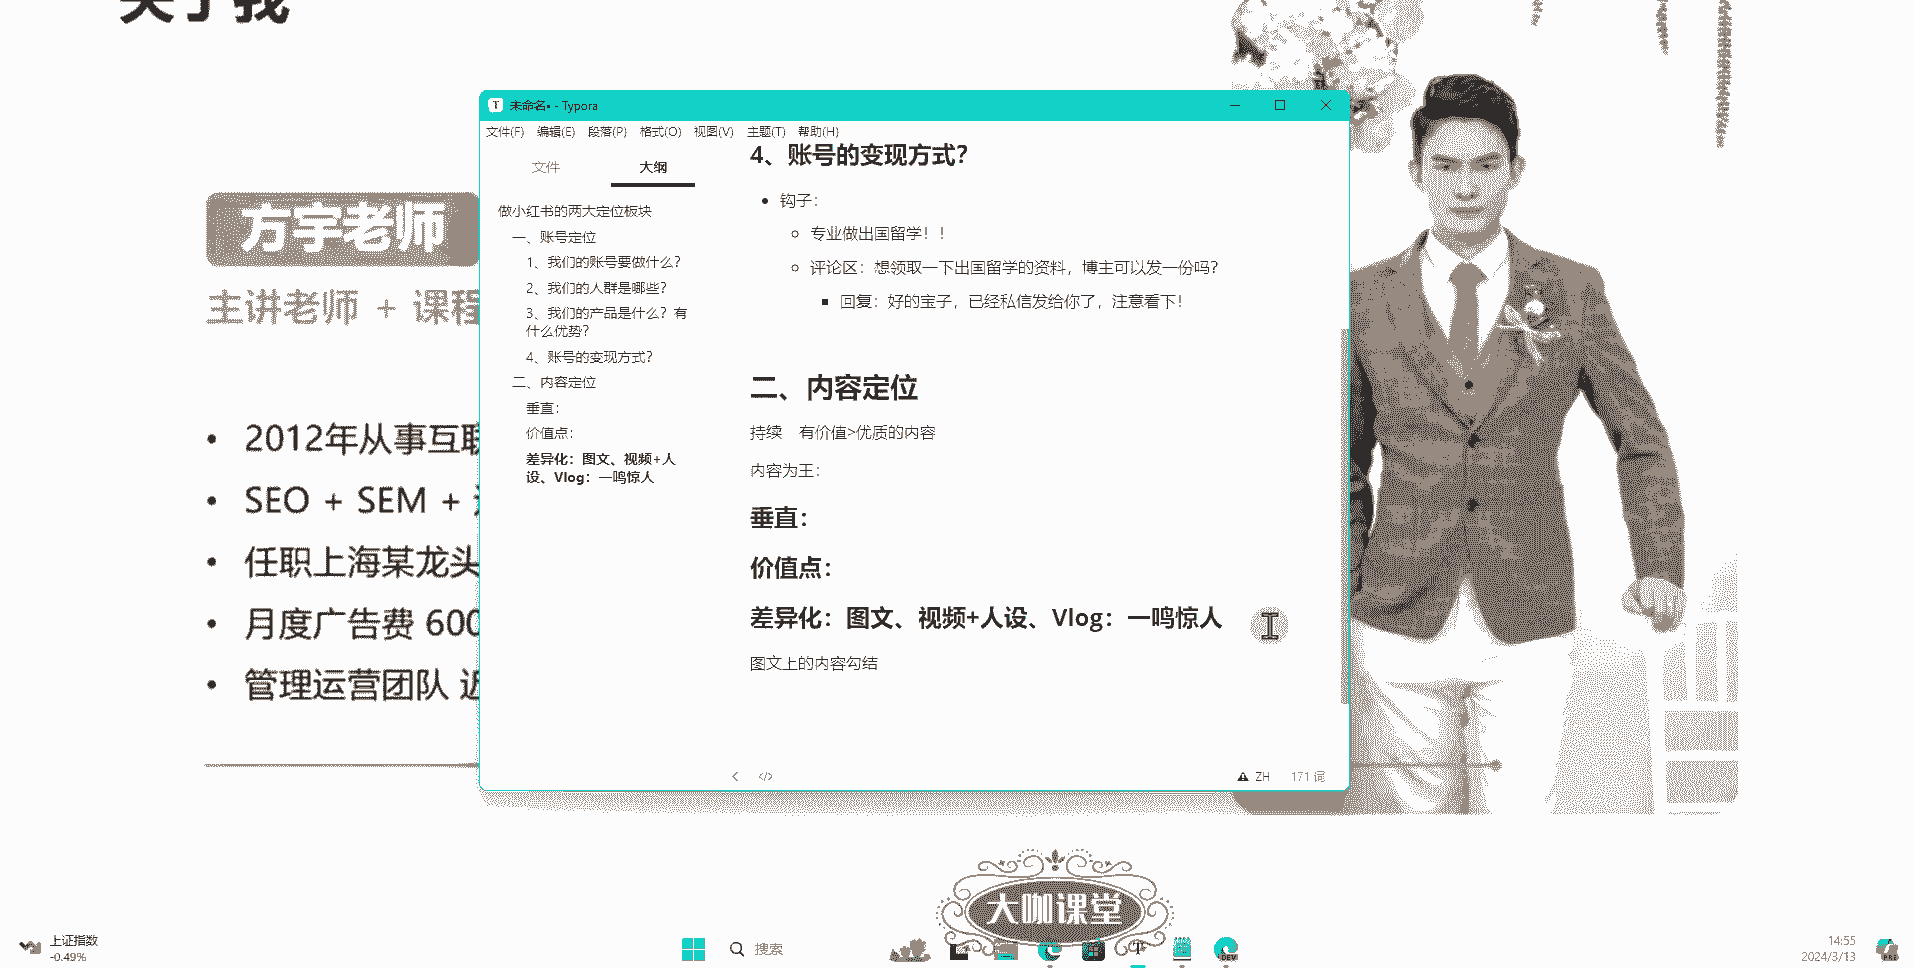 关于我
方宇老师
主讲老师 + 课程
• 2012年从事互联
• SEO + SEM +
• 任职上海某龙头
• 月度广告费 600
• 管理运营团队 近
T 未命名• - Typora
文件(F) 编辑(E) 段落(P) 格式(O) 视图(V) 主题(T) 帮助(H)
文件 大纲
做小红书的两大定位板块
一、账号定位
1、我们的账号要做什么？
2、我们的人群是哪些？
3、我们的产品是什么？有
什么优势？
4、账号的变现方式？
二、内容定位
垂直：
价值点：
差异化：图文、视频+人
设、Vlog：一鸣惊人
4、账号的变现方式？
• 钩子：
专业做出国留学！！
评论区：想领取一下出国留学的资料，博主可以发一份吗？
回复：好的宝子，已经私信发给你了，注意看下！
二、内容定位
持续 有价值>优质的内容
内容为王：
垂直：
价值点：
差异化：图文、视频+人设、Vlog：一鸣惊人
图文上的内容勾结
</> ZH 171 词
大咖课堂
上证指数
-0.49%
搜索
T
DEV
14:55
2024/3/13
PRE